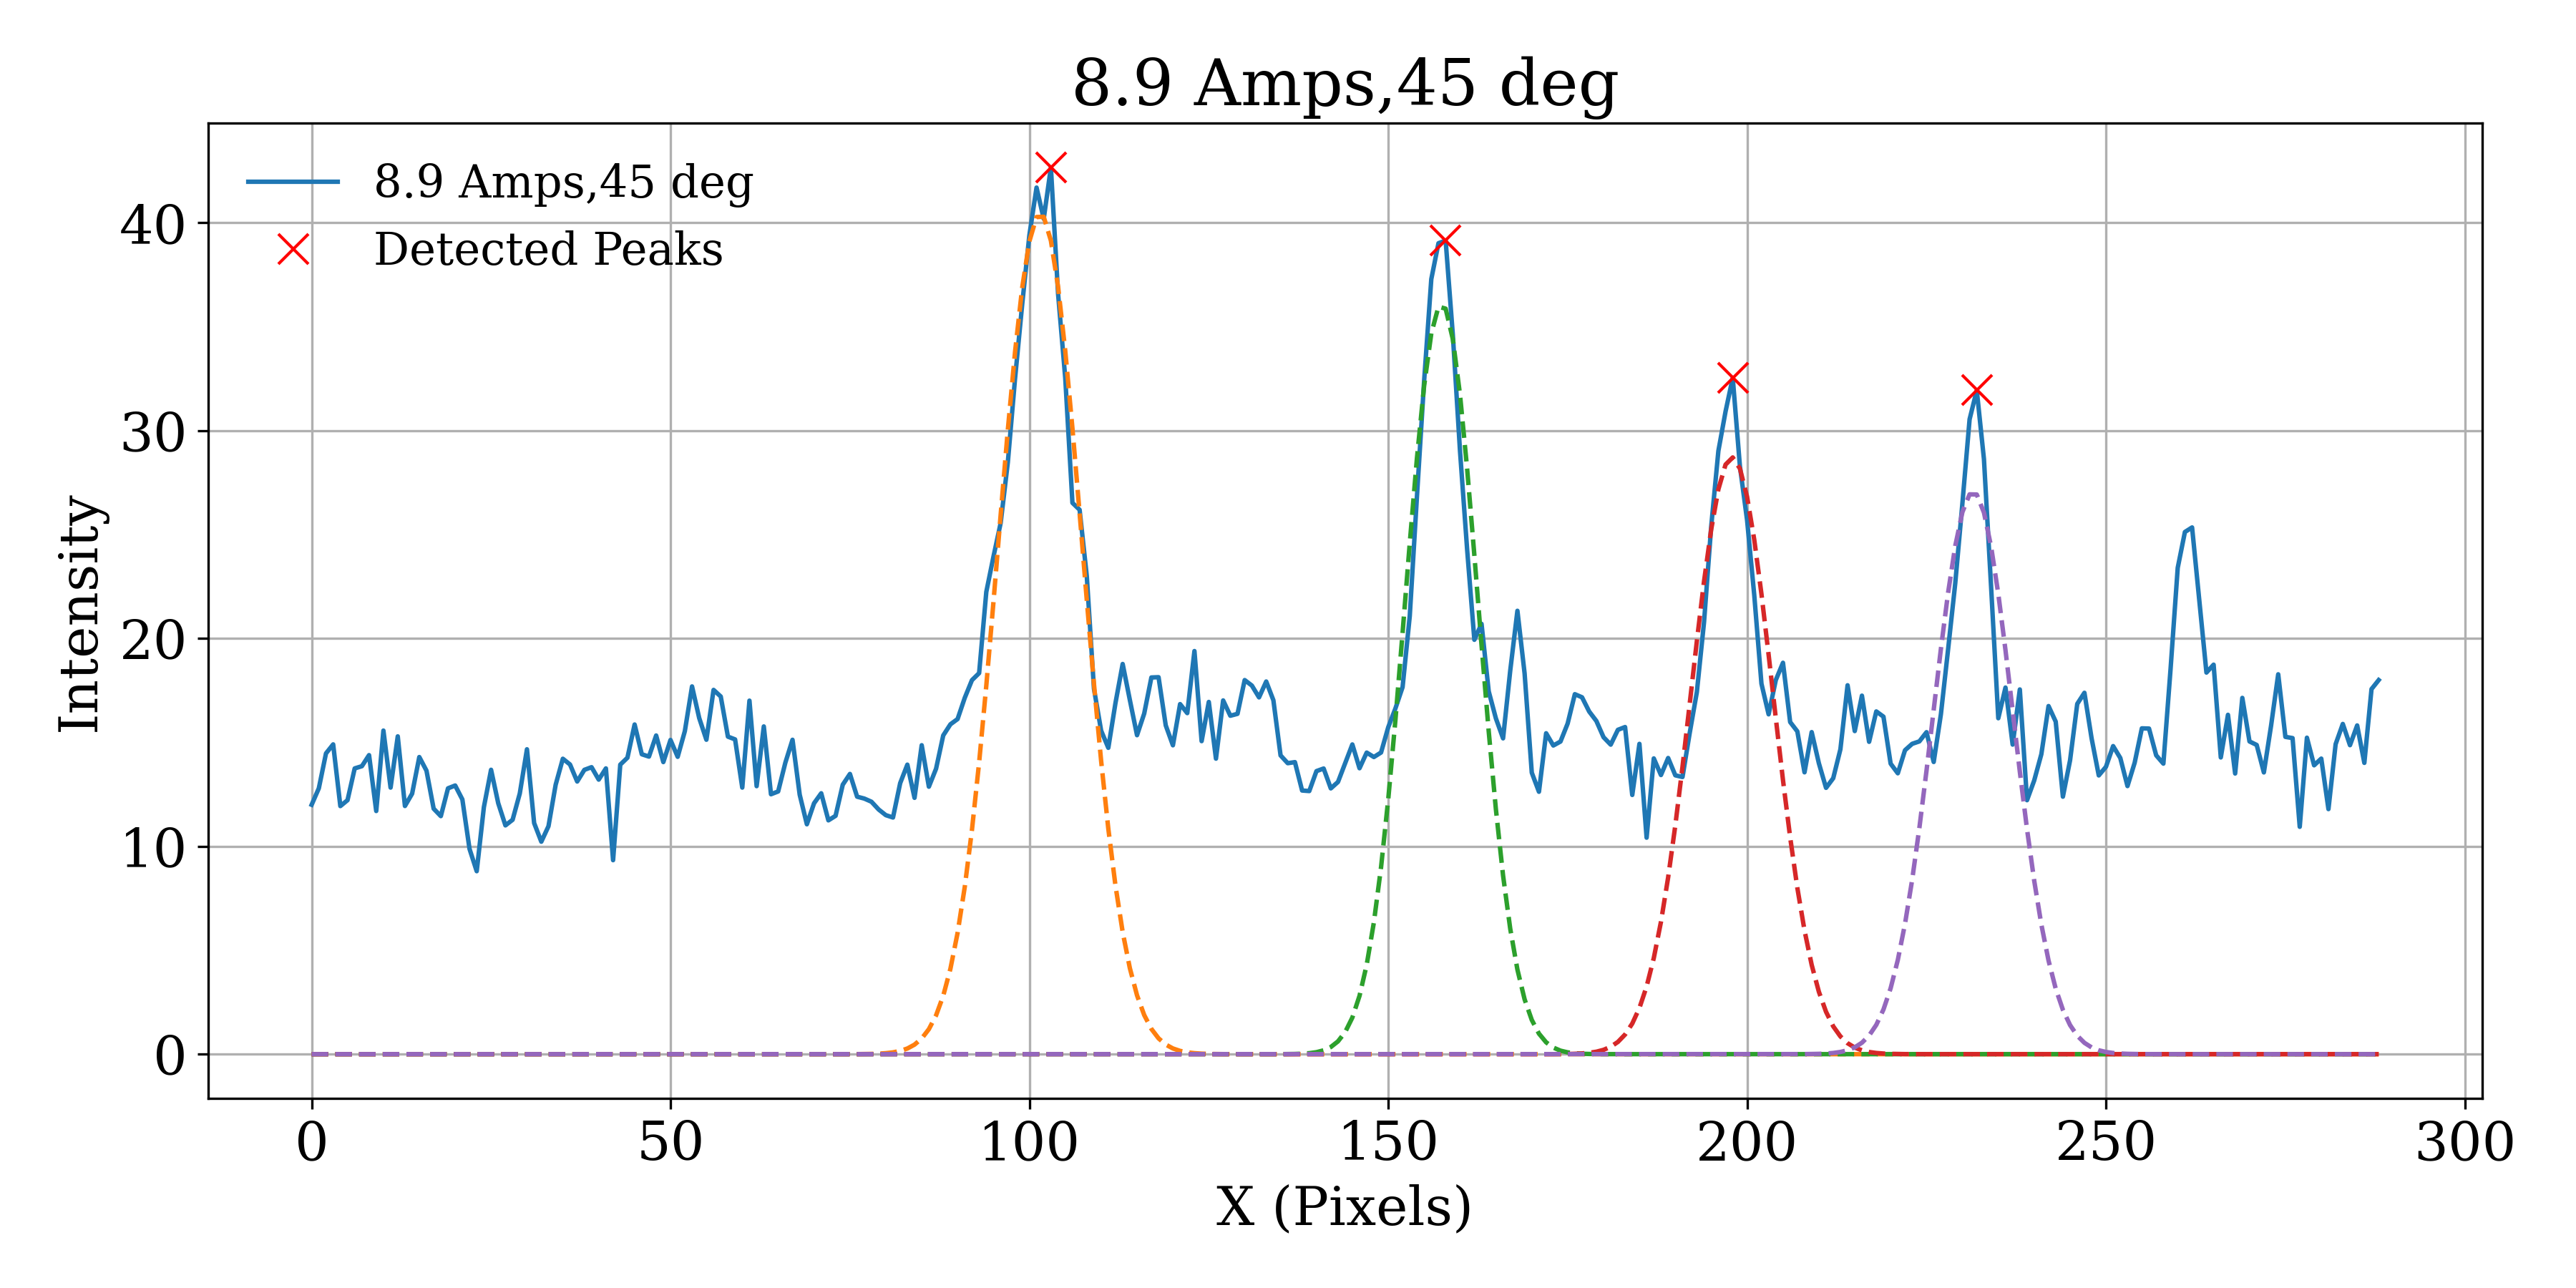 8.9 Amps,45 deg
8.9 Amps,45 deg
Detected Peaks
40
30
20
10
0
Intensity
0 50 100 150 200 250 300
X (Pixels)